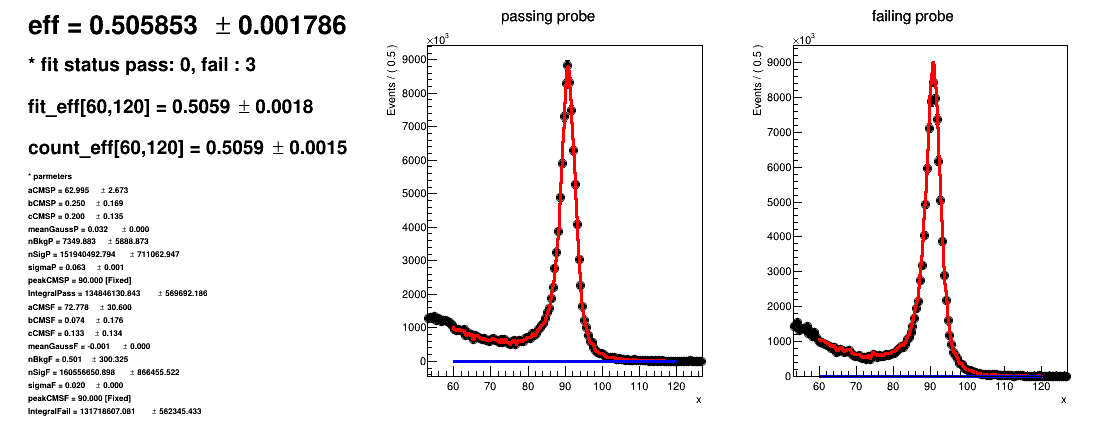 eff = 0.505853 ± 0.001786
* fit status pass: 0, fail : 3
fit_eff[60,120] = 0.5059 ± 0.0018
count_eff[60,120] = 0.5059 ± 0.0015
* parmeters
aCMSP = 62.995 ± 2.673
bCMSP = 0.250 ± 0.169
cCMSP = 0.200 ± 0.135
meanGaussP = 0.032 ± 0.000
nBkgP = 7349.883 ± 5888.873
nSigP = 151940492.794 ± 711062.947
sigmaP = 0.063 ± 0.001
peakCMSP = 90.000 [Fixed]
IntegralPass = 134846130.843 ± 569692.186
aCMSF = 72.778 ± 30.600
bCMSF = 0.074 ± 0.176
cCMSF = 0.133 ± 0.134
meanGaussF = -0.001 ± 0.000
nBkgF = 0.501 ± 300.325
nSigF = 160556650.898 ± 866455.522
sigmaF = 0.020 ± 0.000
peakCMSF = 90.000 [Fixed]
IntegralFail = 131718607.081 ± 562345.433
passing probe
×10³
Events / ( 0.5 )
9000
8000
7000
6000
5000
4000
3000
2000
1000
0
60 70 80 90 100 110 120
x
failing probe
×10³
Events / ( 0.5 )
9000
8000
7000
6000
5000
4000
3000
2000
1000
0
60 70 80 90 100 110 120
x